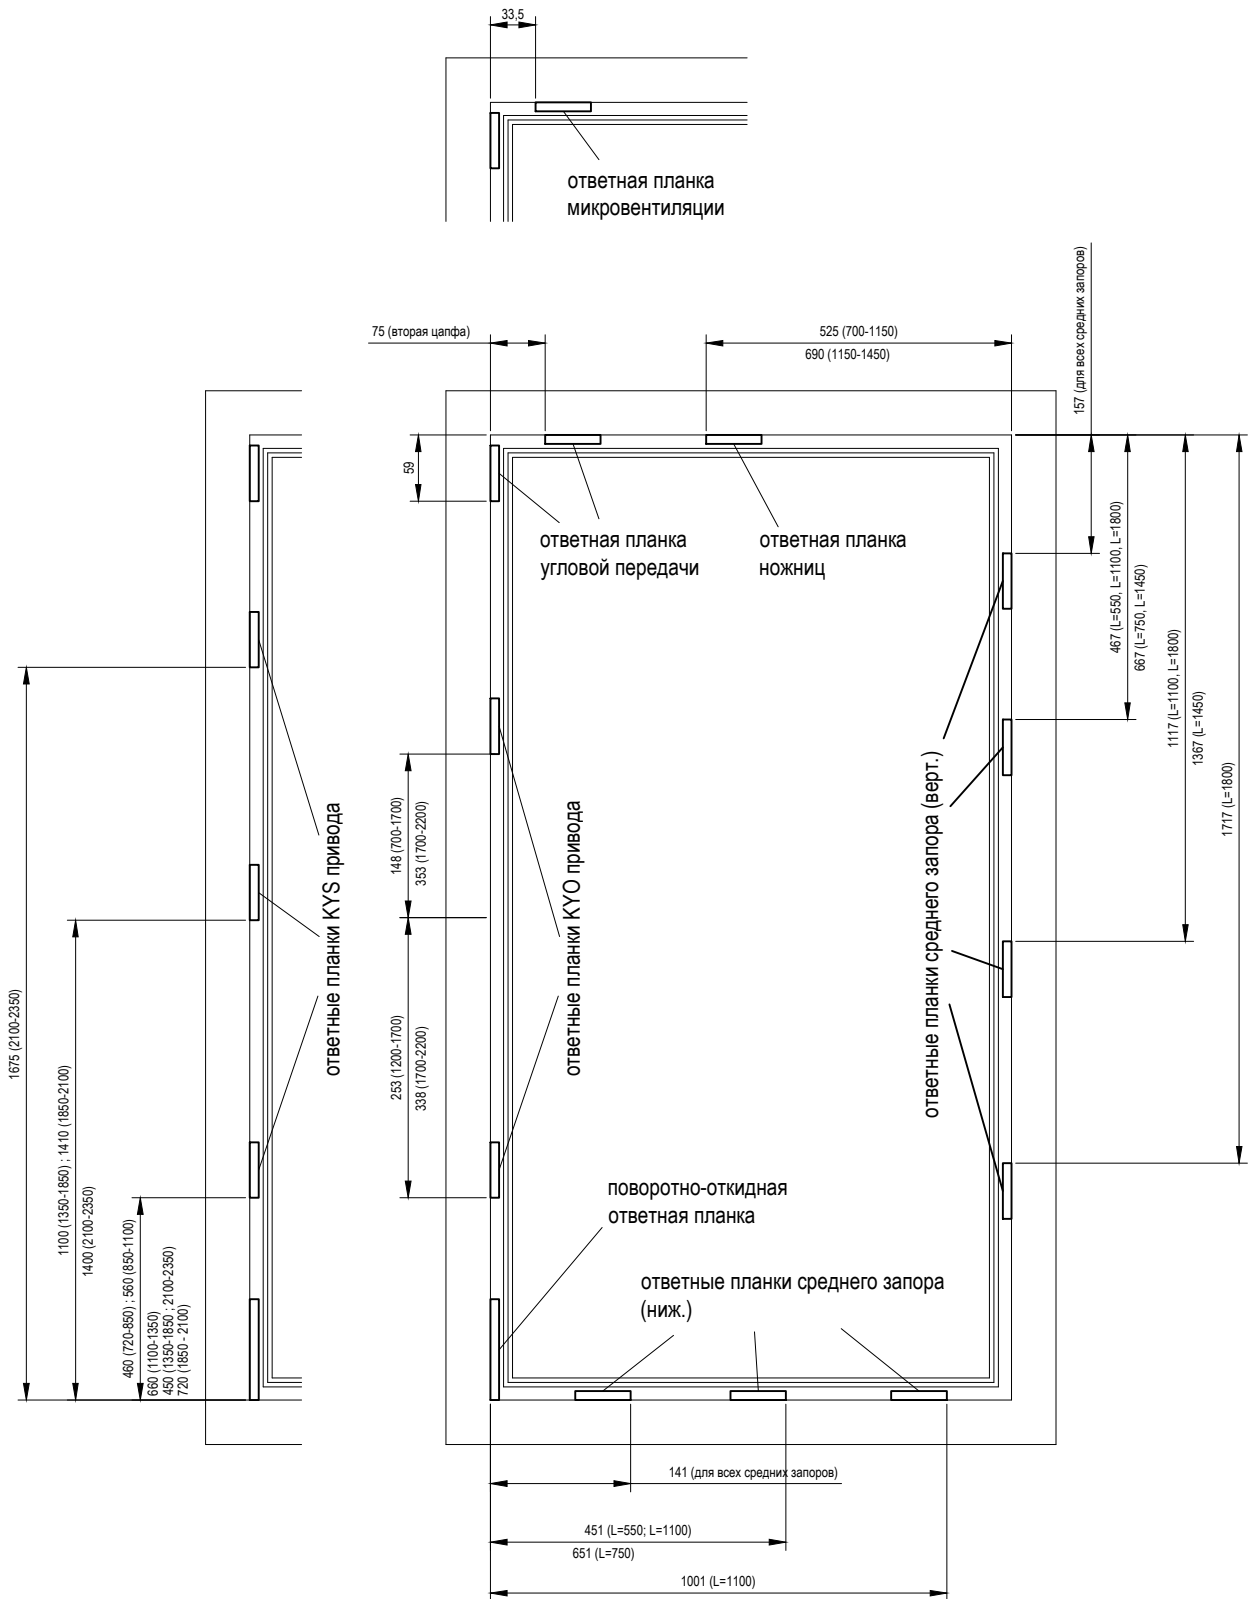 33,5
ответная планка
микровентиляции
75 (вторая цапфа)
525 (700-1150)
690 (1150-1450)
157 (для всех средних запоров)
59
ответная планка
угловой передачи
ответная планка
ножниц
467 (L=550, L=1100, L=1800)
667 (L=750, L=1450)
1117 (L=1100, L=1800)
1367 (L=1450)
1717 (L=1800)
ответные планки KYS привода
148 (700-1700)
353 (1700-2200)
ответные планки KYO привода
ответные планки среднего запора (верт.)
253 (1200-1700)
338 (1700-2200)
1675 (2100-2350)
1100 (1350-1850) ; 1410 (1850-2100)
1400 (2100-2350)
460 (720-850) ; 560 (850-1100)
660 (1100-1350)
450 (1350-1850 ; 2100-2350)
720 (1850 - 2100)
поворотно-откидная
ответная планка
ответные планки среднего запора
(ниж.)
141 (для всех средних запоров)
451 (L=550; L=1100)
651 (L=750)
1001 (L=1100)